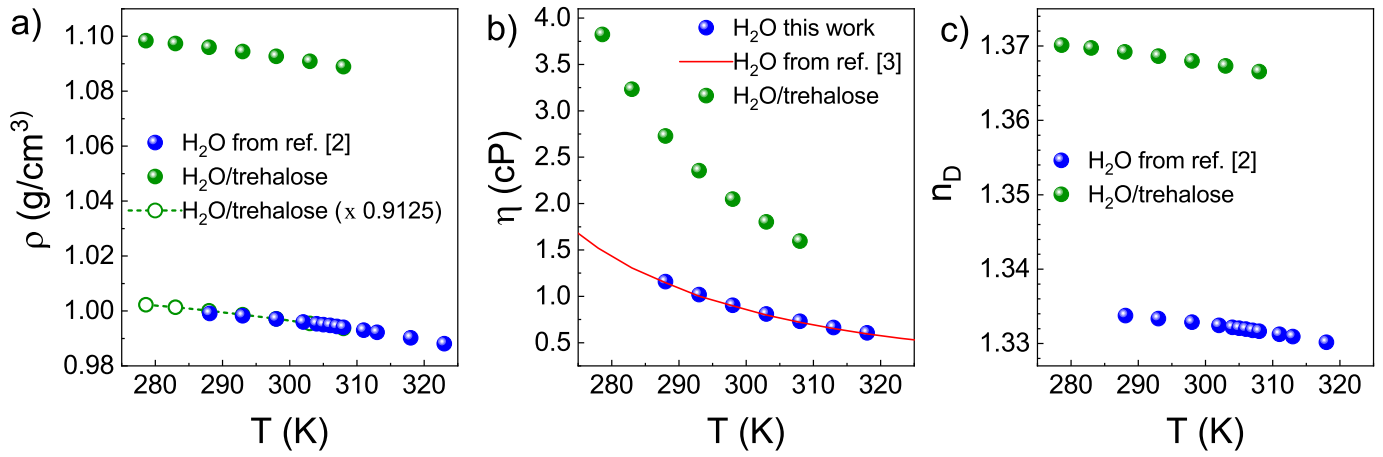 a)
1.10
1.08
1.06
1.04
1.02
1.00
0.98
ρ (g/cm³)
H₂O from ref. [2]
H₂O/trehalose
H₂O/trehalose (x 0.9125)
280 290 300 310 320
T (K)
b)
4.0
3.5
3.0
2.5
2.0
1.5
1.0
0.5
η (cP)
H₂O this work
H₂O from ref. [3]
H₂O/trehalose
280 290 300 310 320
T (K)
c)
1.37
1.36
1.35
1.34
1.33
n_D
H₂O from ref. [2]
H₂O/trehalose
280 290 300 310 320
T (K)